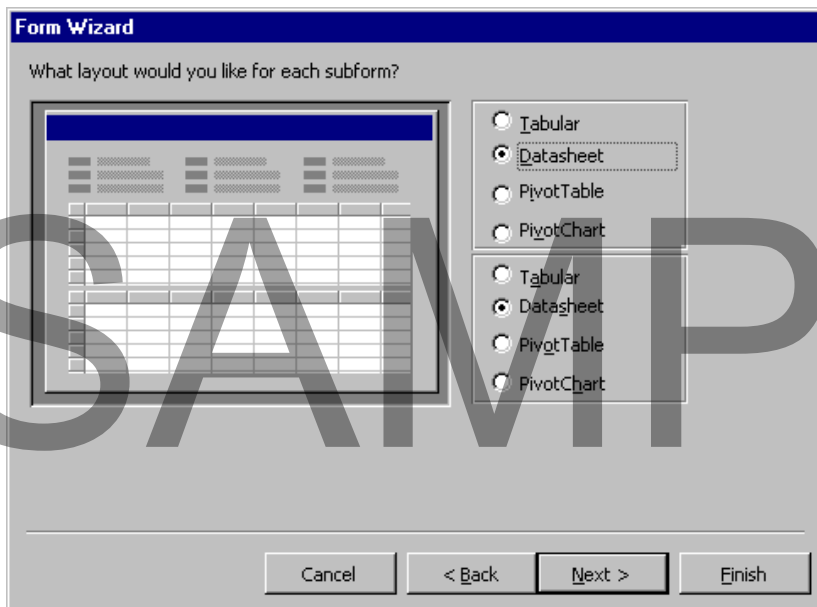 Form Wizard
What layout would you like for each subform?
Tabular
Datasheet
PivotTable
PivotChart
Tabular
Datasheet
PivotTable
PivotChart
SAMP
Cancel
< Back
Next >
Finish